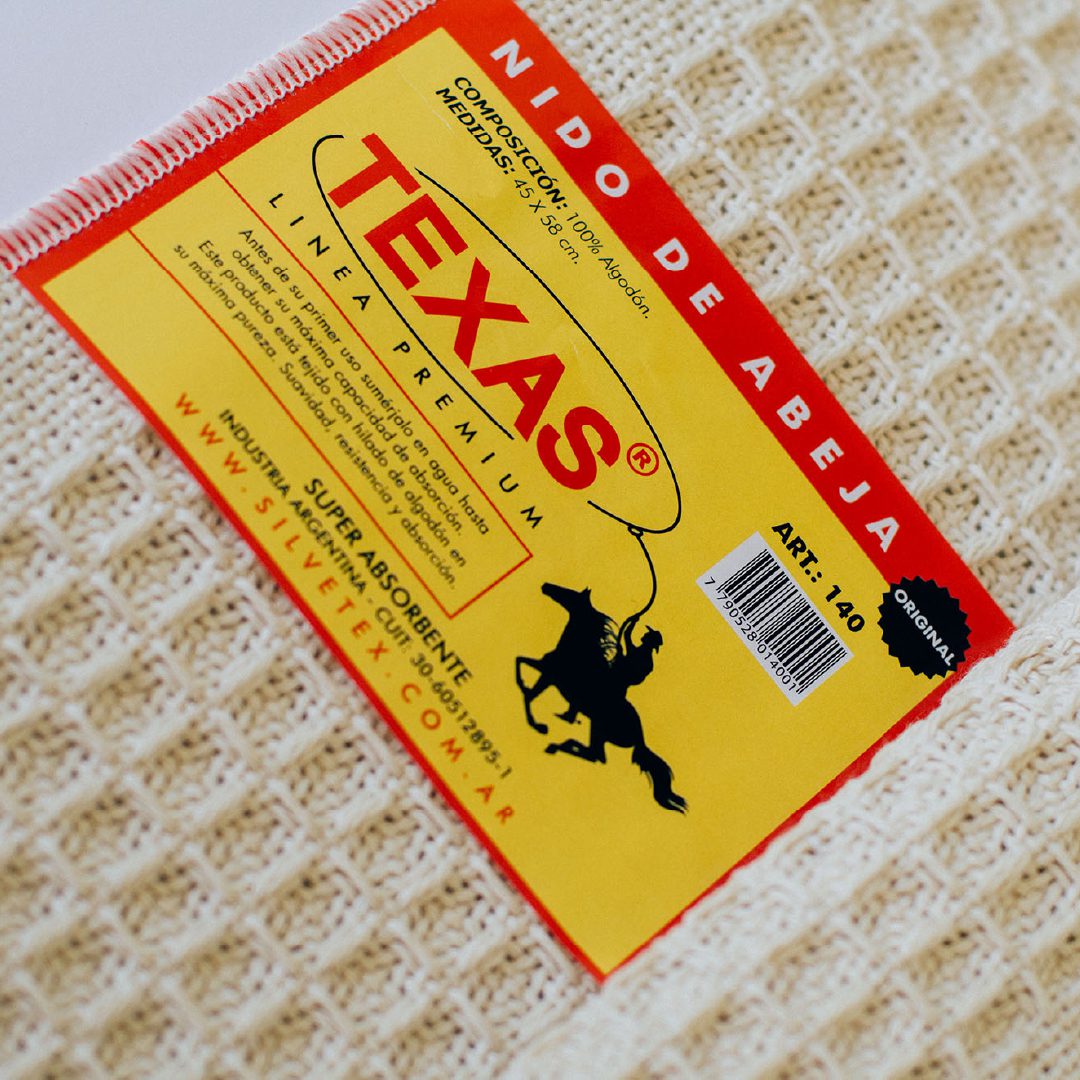 NIDO DE ABEJA
COMPOSICIÓN: 100% Algodón.
MEDIDAS: 45 X 58 cm.
TEXAS®
LINEA PREMIUM
Antes de su primer uso sumérjalo en agua hasta
obtener su máxima capacidad de absorción.
Este producto está tejido con hilado de algodón en
su máxima pureza. Suavidad, resistencia y absorción.
SUPER ABSORBENTE
INDUSTRIA ARGENTINA - CUIT: 30-60512895-1
WWW.SILVETEX.COM.AR
ART.: 140
7 790528 014001
ORIGINAL